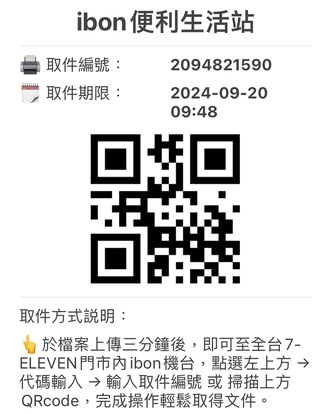 ibon便利生活站
取件編號： 2094821590
取件期限： 2024-09-20
09:48
取件方式說明：
👆於檔案上傳三分鐘後，即可至全台7-
ELEVEN門市內ibon機台，點選左上方 →
代碼輸入 → 輸入取件編號 或 掃描上方
QRcode，完成操作輕鬆取得文件。